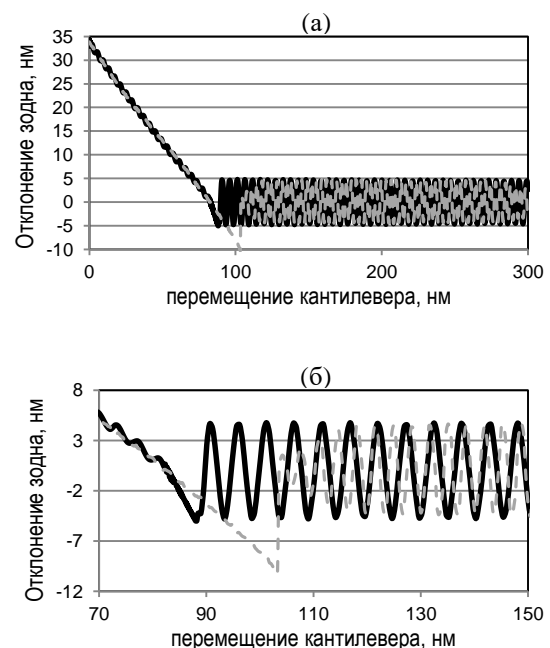 (а)
35
30
25
20
15
10
5
0
-5
-10
Отклонение зодна, нм
0 100 200 300
перемещение кантилевера, нм
(б)
8
3
-2
-7
-12
Отклонение зодна, нм
70 90 110 130 150
перемещение кантилевера, нм